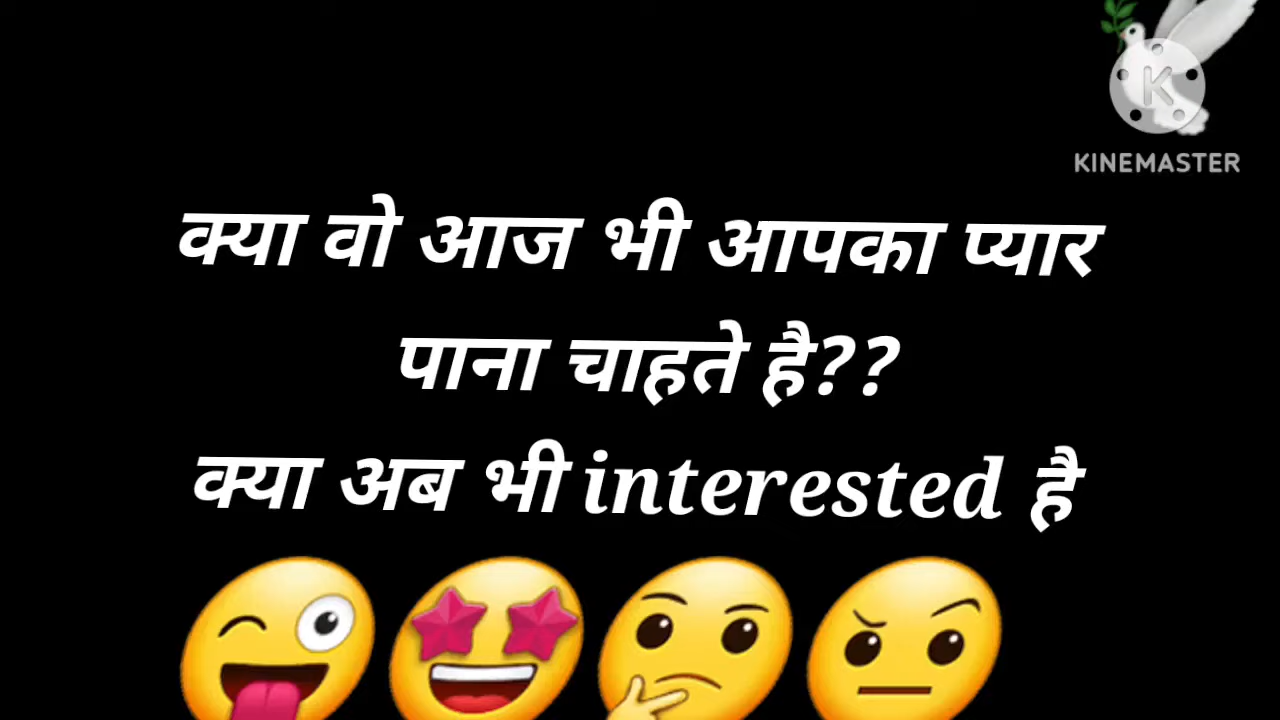 K
KINEMASTER
क्या वो आज भी आपका प्यार
पाना चाहते है??
क्या अब भी interested है